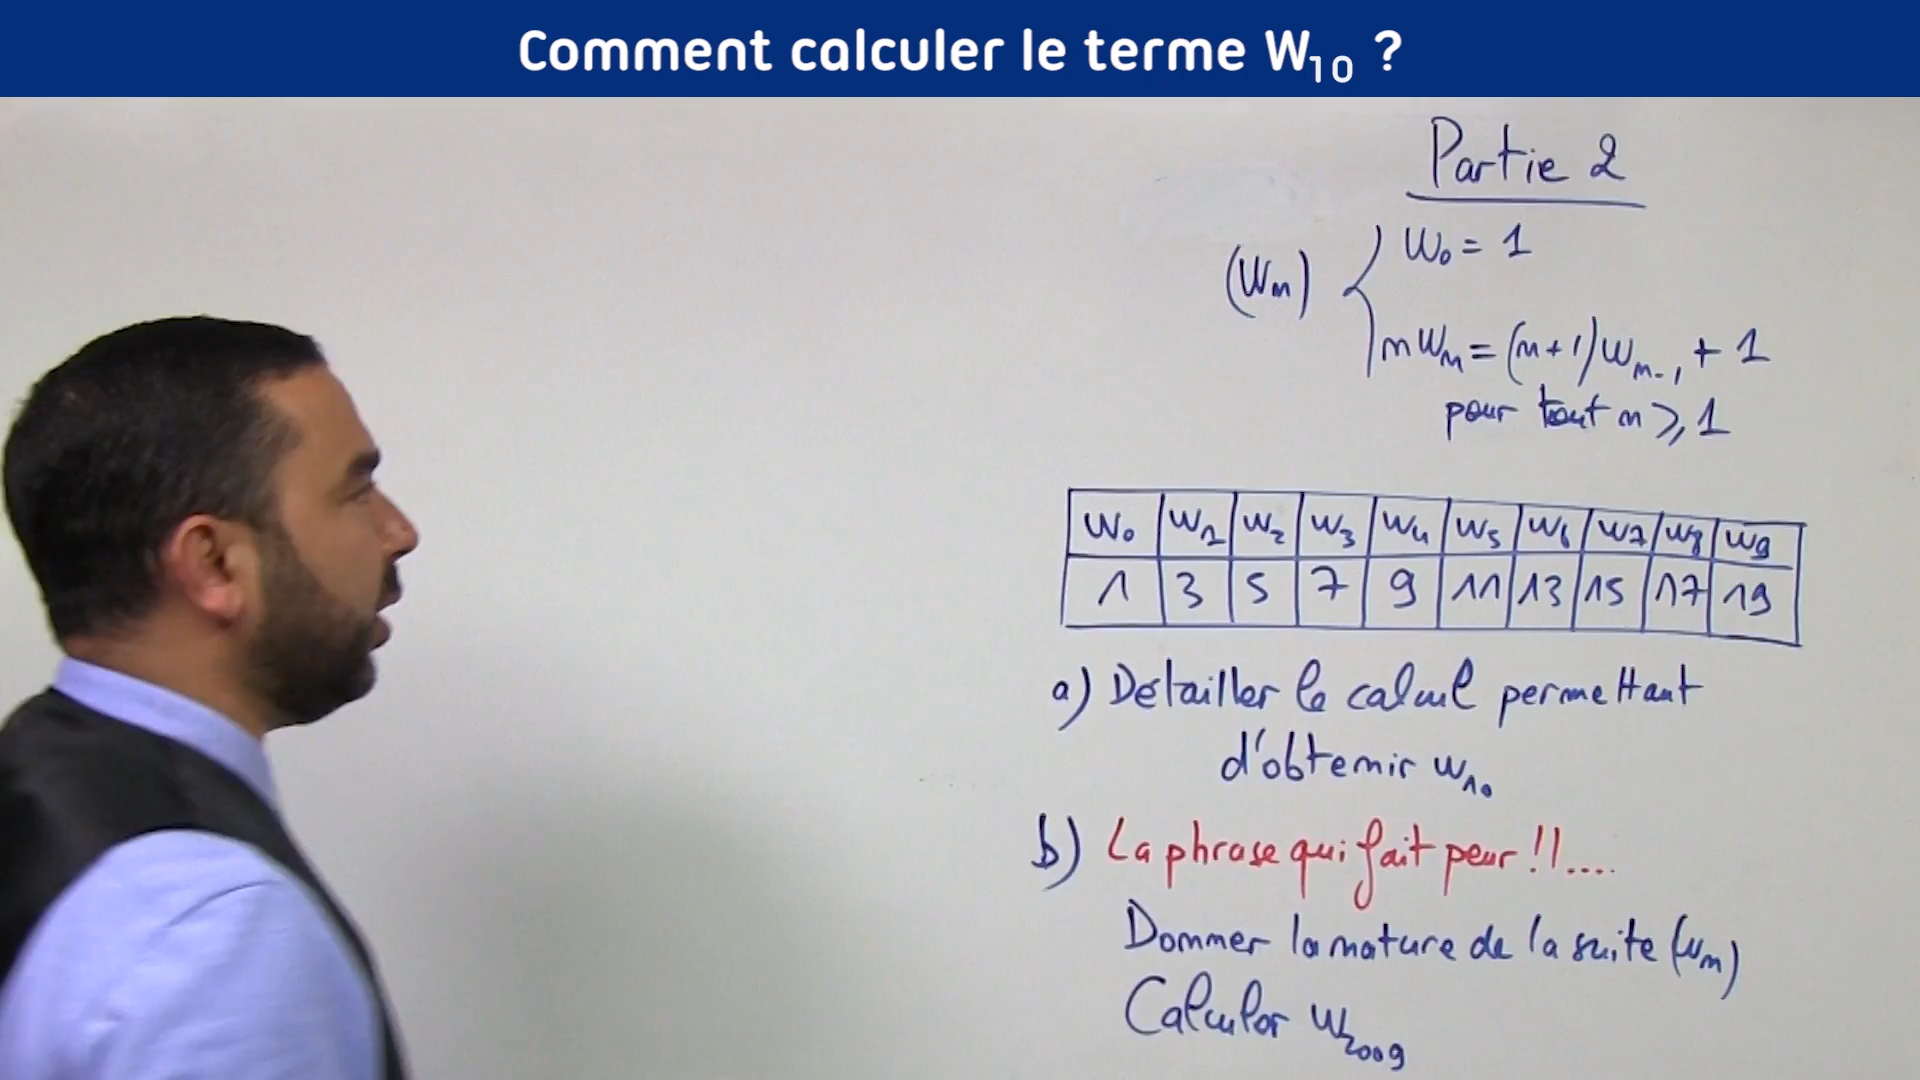 Comment calculer le terme W₁₀ ?
Partie 2
(Wn) { W₀ = 1
nWn = (n+1)Wn-1 + 1
pour tout n ⩾ 1
W₀ W₁ W₂ W₃ W₄ W₅ W₆ W₇ W₈ W₉
1 3 5 7 9 11 13 15 17 19
a) Détailler le calcul permettant
d'obtenir W₁₀
b) La phrase qui fait peur !!....
Donner la nature de la suite (Wn)
Calculer W₂₀₀₉